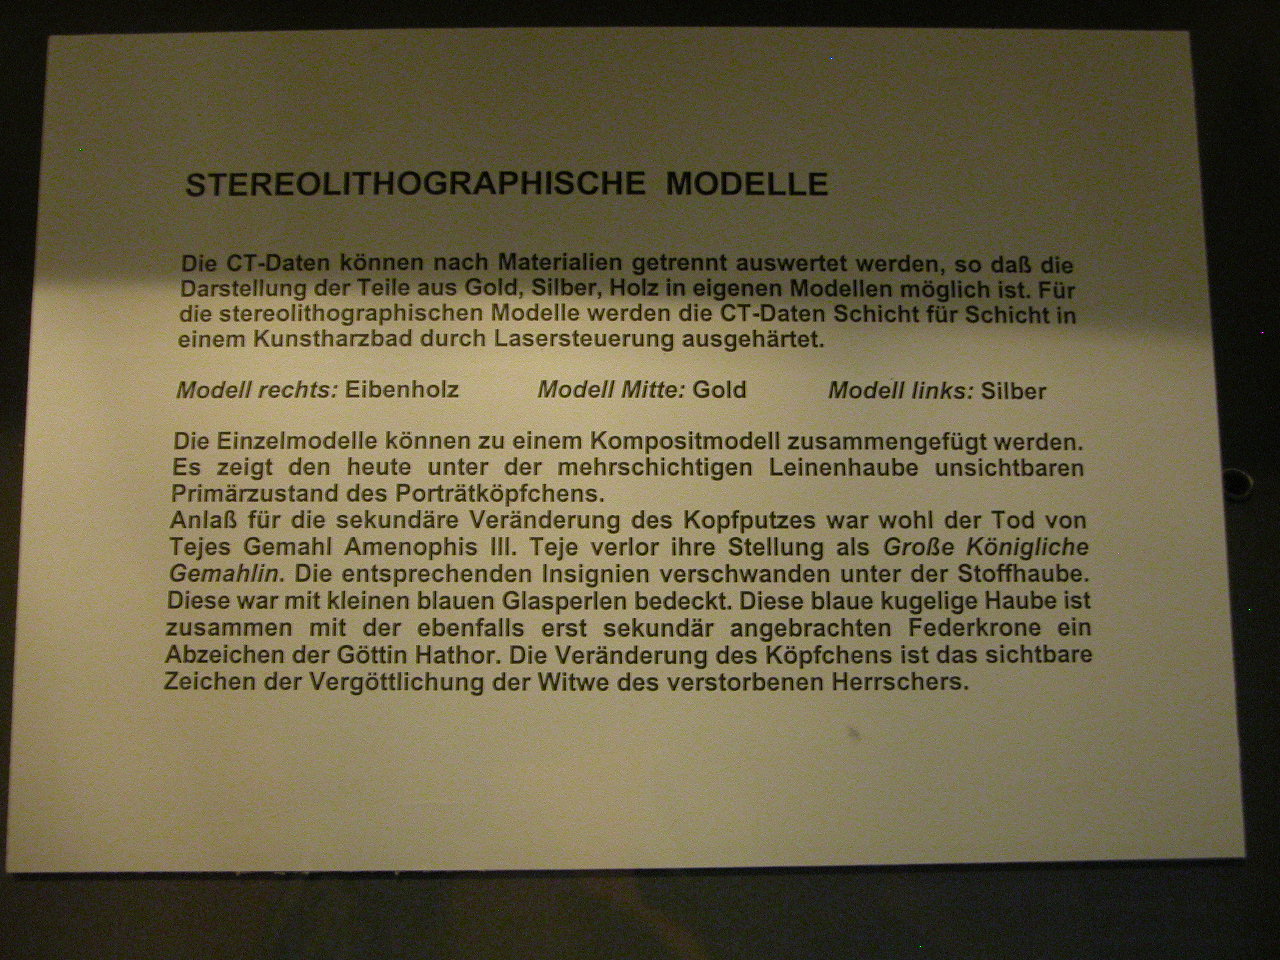 STEREOLITHOGRAPHISCHE MODELLE
Die CT-Daten können nach Materialien getrennt auswertet werden, so daß die
Darstellung der Teile aus Gold, Silber, Holz in eigenen Modellen möglich ist. Für
die stereolithographischen Modelle werden die CT-Daten Schicht für Schicht in
einem Kunstharzbad durch Lasersteuerung ausgehärtet.
Modell rechts: Eibenholz Modell Mitte: Gold Modell links: Silber
Die Einzelmodelle können zu einem Kompositmodell zusammengefügt werden.
Es zeigt den heute unter der mehrschichtigen Leinenhaube unsichtbaren
Primärzustand des Porträtköpfchens.
Anlaß für die sekundäre Veränderung des Kopfputzes war wohl der Tod von
Tejes Gemahl Amenophis III. Teje verlor ihre Stellung als Große Königliche
Gemahlin. Die entsprechenden Insignien verschwanden unter der Stoffhaube.
Diese war mit kleinen blauen Glasperlen bedeckt. Diese blaue kugelige Haube ist
zusammen mit der ebenfalls erst sekundär angebrachten Federkrone ein
Abzeichen der Göttin Hathor. Die Veränderung des Köpfchens ist das sichtbare
Zeichen der Vergöttlichung der Witwe des verstorbenen Herrschers.